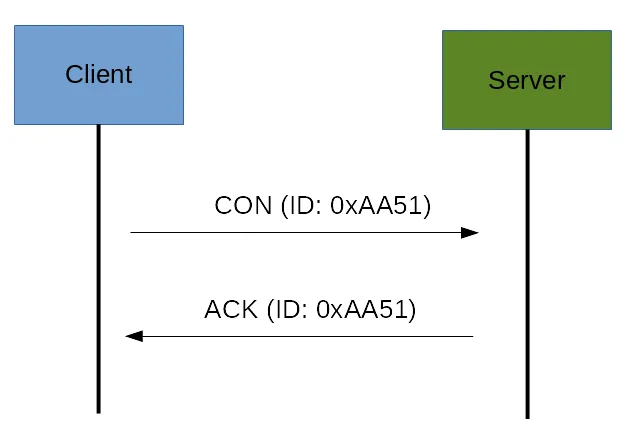 Client
Server
CON (ID: 0xAA51)
ACK (ID: 0xAA51)